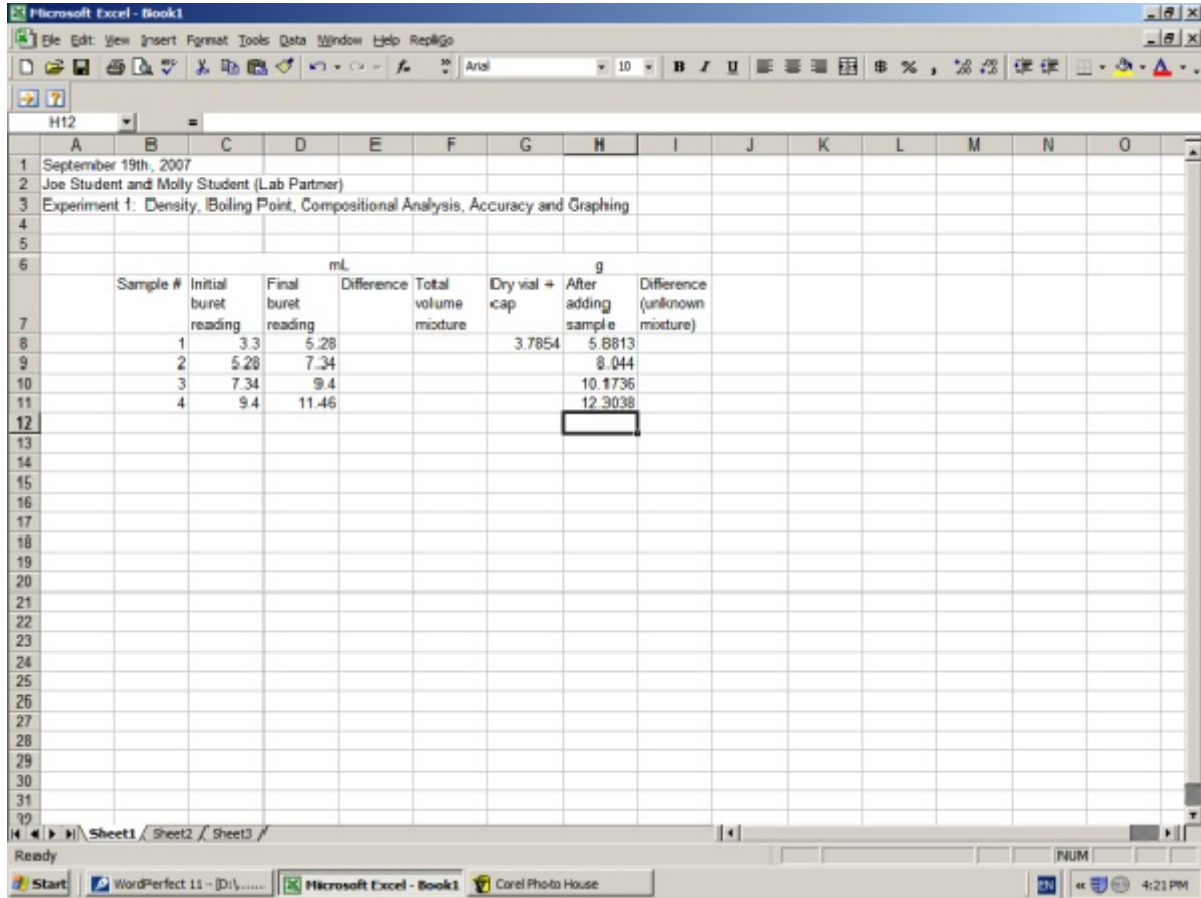 Microsoft Excel - Book1
File Edit View Insert Format Tools Data Window Help RepliGo
Arial 10 B I U $ % ,
H12 =
A B C D E F G H I J K L M N O
1 September 19th, 2007
2 Joe Student and Molly Student (Lab Partner)
3 Experiment 1: Density, Boiling Point, Compositional Analysis, Accuracy and Graphing
4
5
6 mL g
Sample # Initial Final Difference Total Dry vial + After Difference
buret buret volume cap adding (unknown
7 reading reading mixture sample mixture)
8 1 3.3 5.28 3.7854 5.8813
9 2 5.28 7.34 8.044
10 3 7.34 9.4 10.1736
11 4 9.4 11.46 12.3038
12
13
14
15
16
17
18
19
20
21
22
23
24
25
26
27
28
29
30
31
32
Sheet1 Sheet2 Sheet3
Ready NUM
Start WordPerfect 11 - [D:\....... Microsoft Excel - Book1 Corel Photo House EN « 4:21 PM